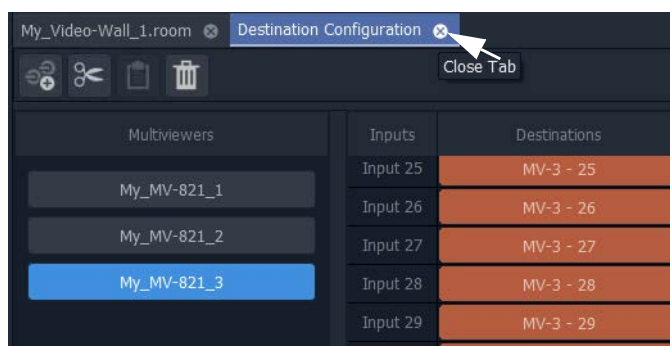 My_Video-Wall_1.room Destination Configuration
Close Tab
Multiviewers Inputs Destinations
Input 25 MV-3 - 25
My_MV-821_1
Input 26 MV-3 - 26
My_MV-821_2
Input 27 MV-3 - 27
My_MV-821_3
Input 28 MV-3 - 28
Input 29 MV-3 - 29